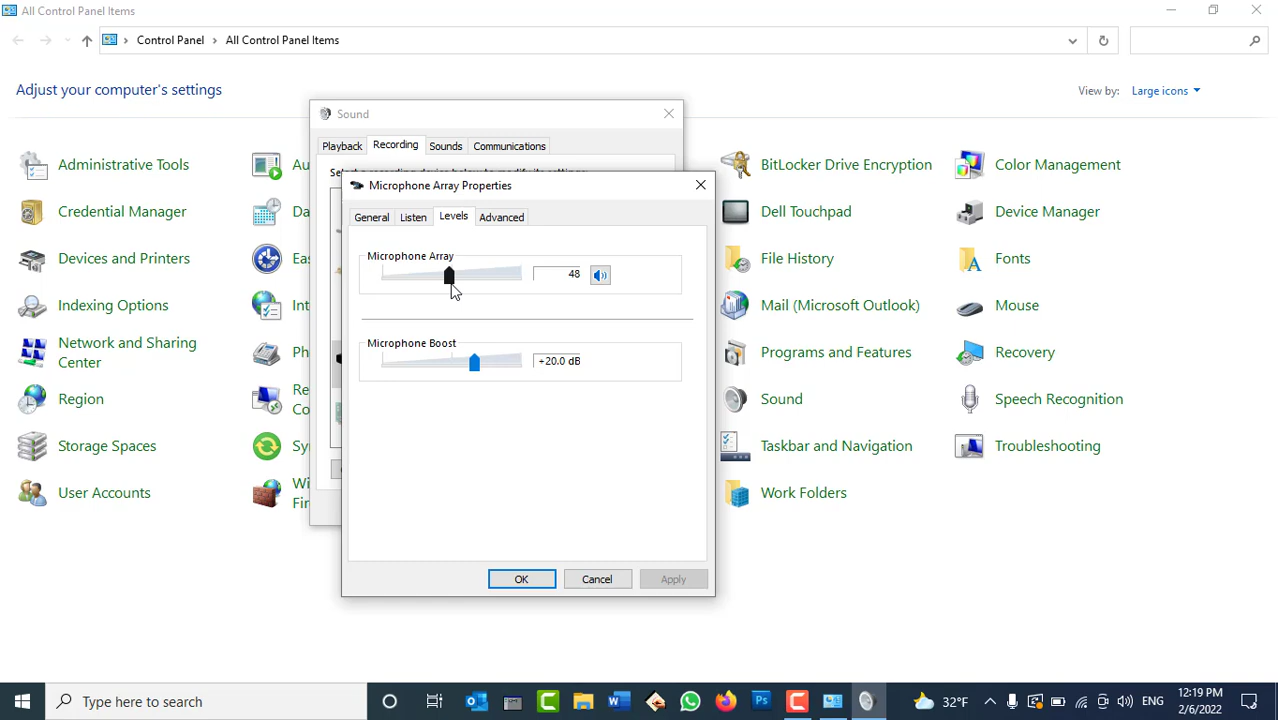 All Control Panel Items
Control Panel > All Control Panel Items
Adjust your computer's settings
View by: Large icons
Sound
Playback Recording Sounds Communications
Microphone Array Properties
General Listen Levels Advanced
Microphone Array
48
Microphone Boost
+20.0 dB
OK Cancel Apply
Administrative Tools
BitLocker Drive Encryption
Color Management
Credential Manager
Dell Touchpad
Device Manager
Devices and Printers
File History
Fonts
Indexing Options
Mail (Microsoft Outlook)
Mouse
Network and Sharing
Center
Programs and Features
Recovery
Region
Sound
Speech Recognition
Storage Spaces
Taskbar and Navigation
Troubleshooting
User Accounts
Work Folders
Type here to search
32°F
ENG
12:19 PM
2/6/2022